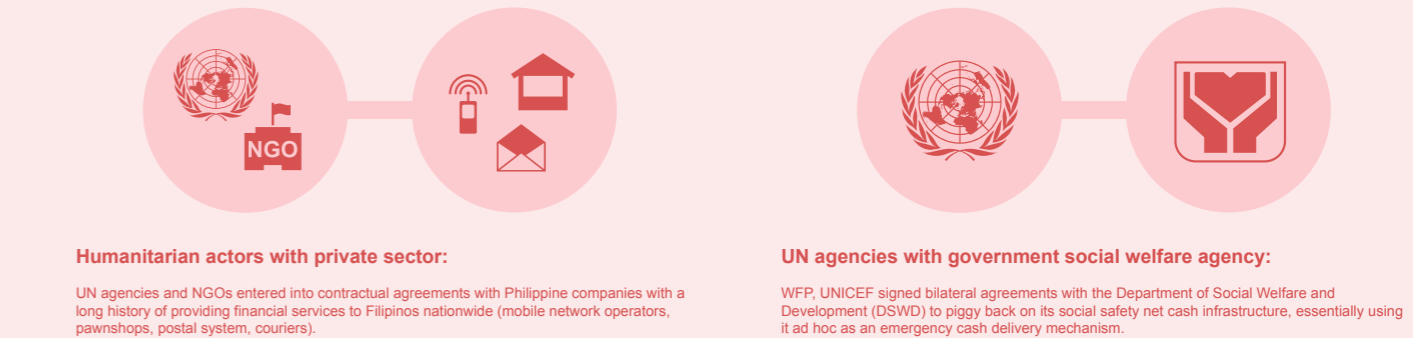 NGO
Humanitarian actors with private sector:
UN agencies and NGOs entered into contractual agreements with Philippine companies with a
long history of providing financial services to Filipinos nationwide (mobile network operators,
pawnshops, postal system, couriers).
UN agencies with government social welfare agency:
WFP, UNICEF signed bilateral agreements with the Department of Social Welfare and
Development (DSWD) to piggy back on its social safety net cash infrastructure, essentially using
it ad hoc as an emergency cash delivery mechanism.